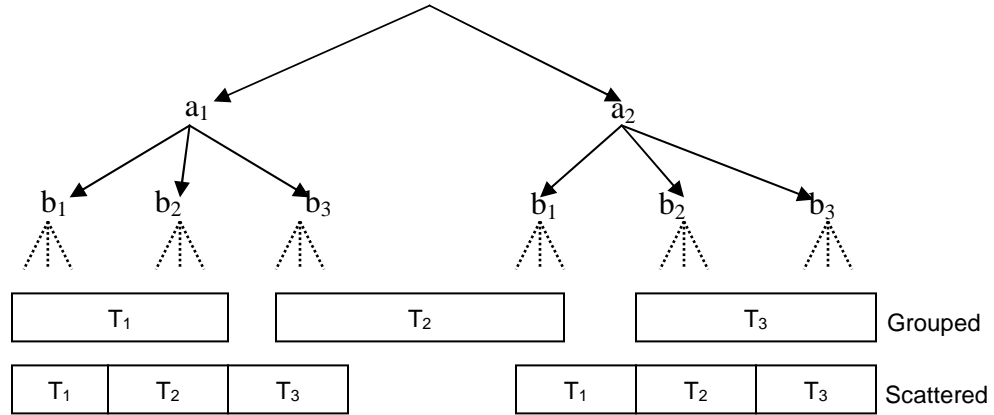 a₁ a₂
b₁ b₂ b₃ b₁ b₂ b₃
T₁ T₂ T₃ Grouped
T₁ T₂ T₃ T₁ T₂ T₃ Scattered